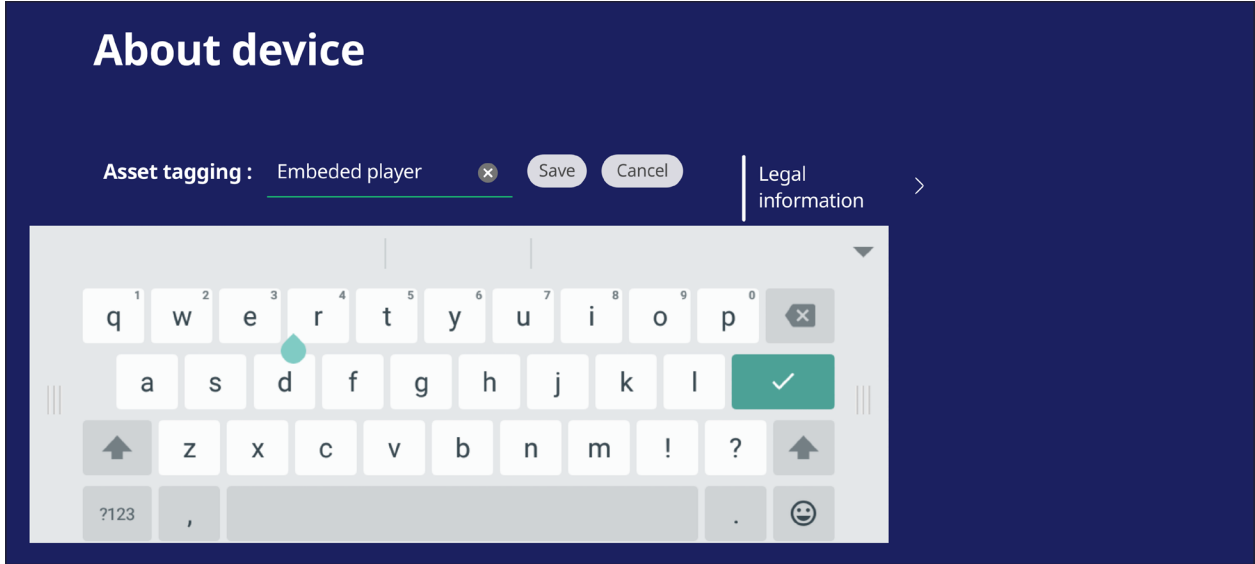 About device
Asset tagging : Embeded player Save Cancel
Legal
information
q 1 w 2 e 3 r 4 t 5 y 6 u 7 i 8 o 9 p 0
a s d f g h j k l
z x c v b n m ! ?
?123 , .